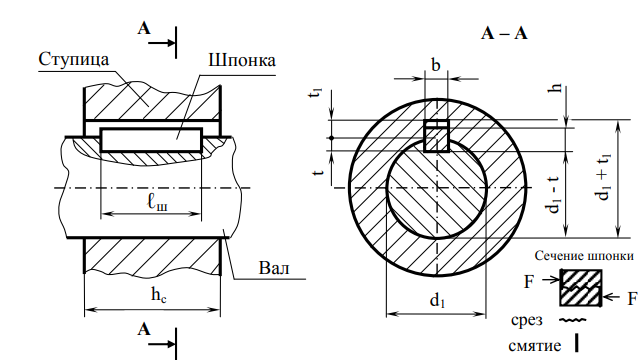 A
A – A
Ступица
Шпонка
b
h
t₁
t
d₁ - t
d₁ + t₁
ℓш
Вал
hс
d₁
A
Сечение шпонки
F
F
срез
смятие